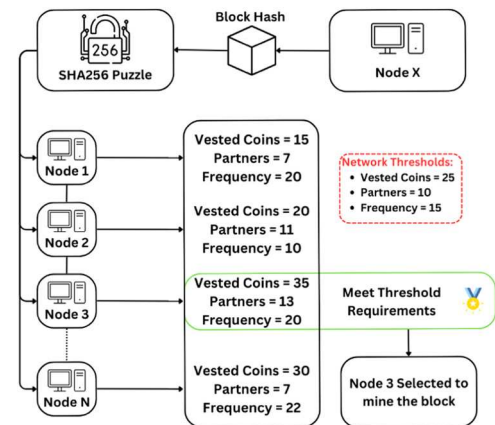 Block Hash
256
SHA256 Puzzle
Node X
Node 1
Vested Coins = 15
Partners = 7
Frequency = 20
Network Thresholds:
• Vested Coins = 25
• Partners = 10
• Frequency = 15
Node 2
Vested Coins = 20
Partners = 11
Frequency = 10
Node 3
Vested Coins = 35
Partners = 13
Frequency = 20
Meet Threshold
Requirements
Node N
Vested Coins = 30
Partners = 7
Frequency = 22
Node 3 Selected to
mine the block